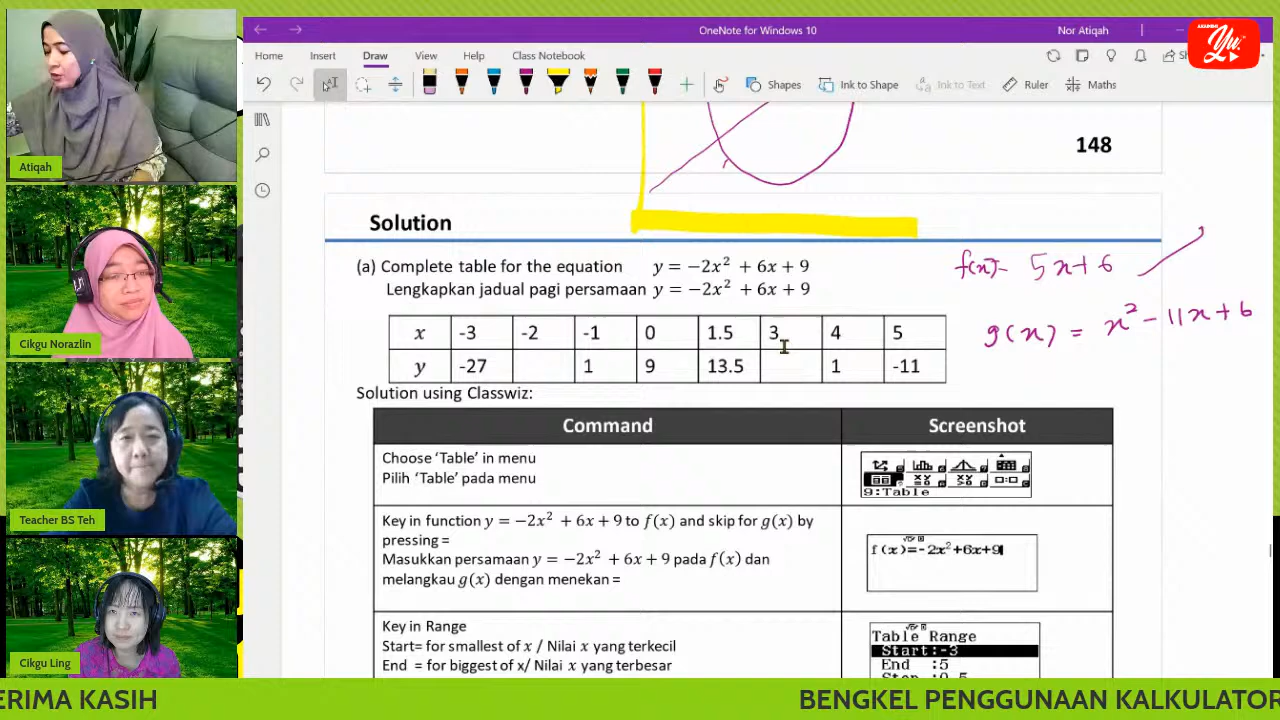 OneNote for Windows 10
Nor Atiqah
AKADEMI
Yu
Home Insert Draw View Help Class Notebook
Shapes Ink to Shape Ink to Text Ruler Maths
148
Solution
(a) Complete table for the equation y = −2x² + 6x + 9
Lengkapkan jadual pagi persamaan y = −2x² + 6x + 9
f(x)= 5x+6
g(x) = x² − 11x + 6
x -3 -2 -1 0 1.5 3 4 5
y -27 1 9 13.5 1 -11
Solution using Classwiz:
Command Screenshot
Choose ‘Table’ in menu
Pilih ‘Table’ pada menu
9:Table
Key in function y = −2x² + 6x + 9 to f(x) and skip for g(x) by
pressing =
Masukkan persamaan y = −2x² + 6x + 9 pada f(x) dan
melangkau g(x) dengan menekan =
f(x)=-2x²+6x+9
Key in Range
Start= for smallest of x / Nilai x yang terkecil
End = for biggest of x/ Nilai x yang terbesar
Table Range
Start:-3
End :5
Step :0.5
Atiqah
Cikgu Norazlin
Teacher BS Teh
Cikgu Ling
ERIMA KASIH
BENGKEL PENGGUNAAN KALKULATOR